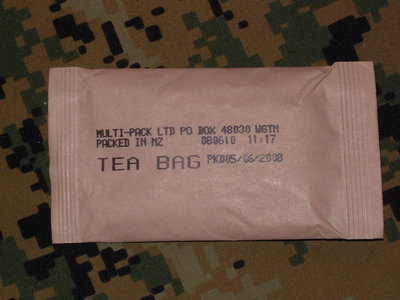 MULTI-PACK LTD PO BOX 48030 WGTN
PACKED IN NZ 080610 11:17
TEA BAG PKD05/06/2008